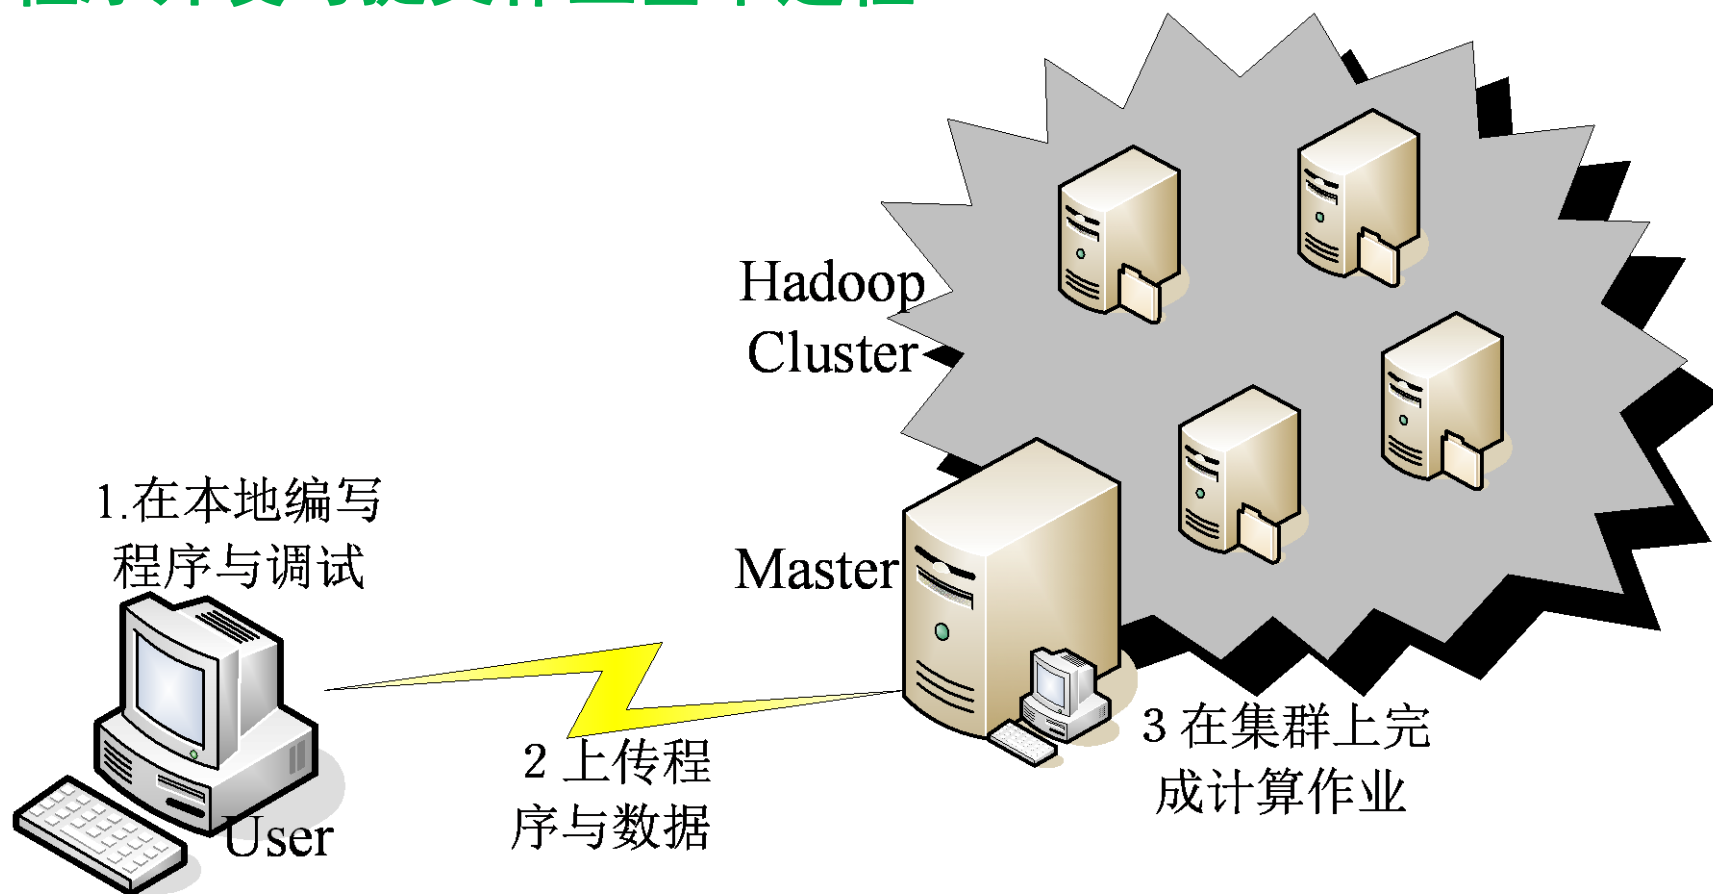 Hadoop
Cluster
1.在本地编写
程序与调试
Master
2 上传程
序与数据
3 在集群上完
成计算作业
User